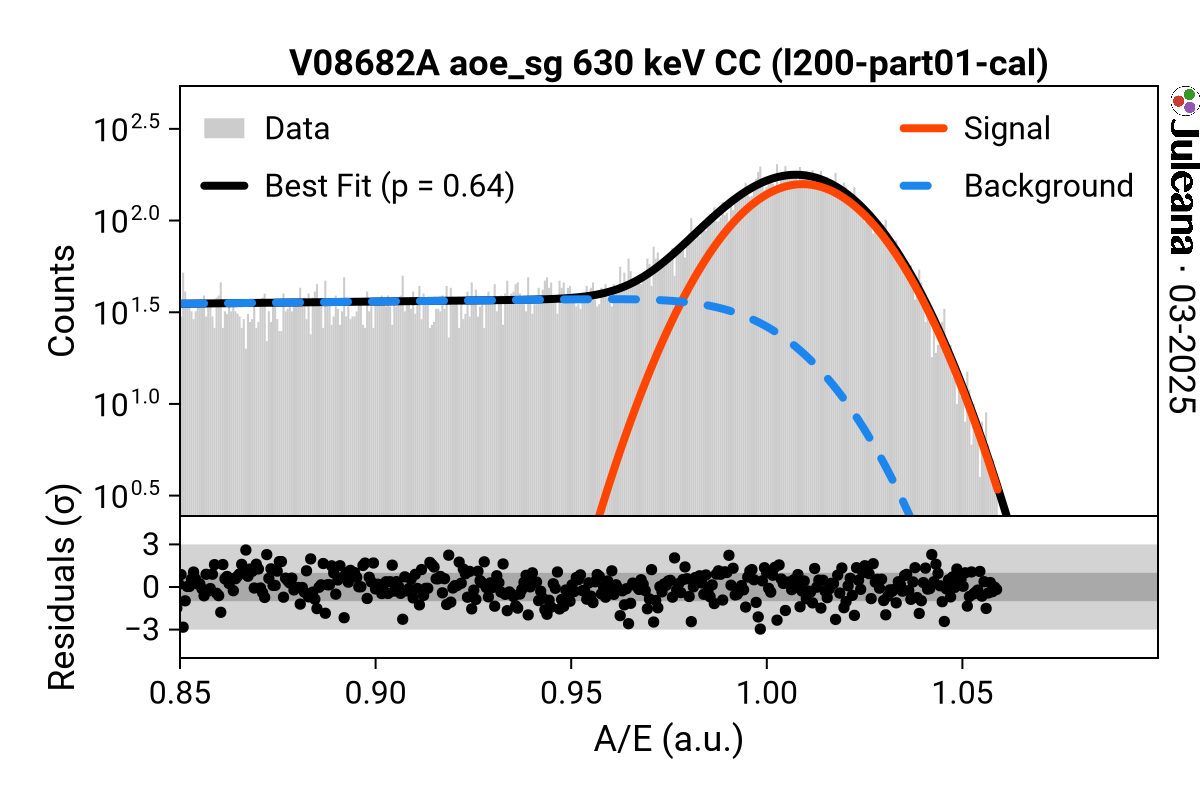 V08682A aoe_sg 630 keV CC (l200-part01-cal)
Data
Best Fit (p = 0.64)
Signal
Background
Counts
10^2.5
10^2.0
10^1.5
10^1.0
10^0.5
Residuals (σ)
3
0
−3
0.85 0.90 0.95 1.00 1.05
A/E (a.u.)
Juleana · 03-2025